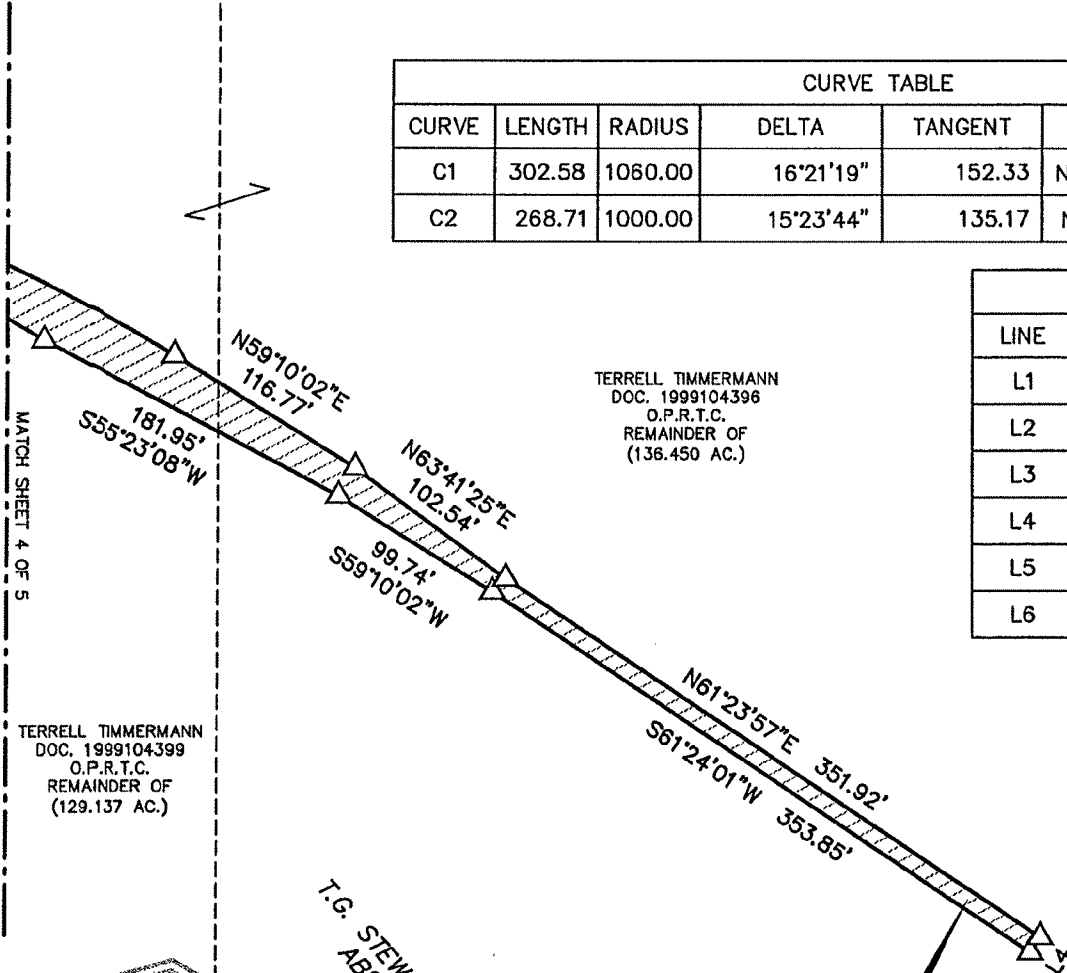 CURVE TABLE
CURVE LENGTH RADIUS DELTA TANGENT
C1 302.58 1060.00 16°21'19" 152.33 N
C2 268.71 1000.00 15°23'44" 135.17 N
LINE
L1
L2
L3
L4
L5
L6
N59°10'02"E
116.77'
181.95'
S55°23'08"W
N63°41'25"E
102.54'
99.74'
S59°10'02"W
TERRELL TIMMERMANN
DOC. 1999104396
O.P.R.T.C.
REMAINDER OF
(136.450 AC.)
MATCH SHEET 4 OF 5
N61°23'57"E 351.92'
S61°24'01"W 353.85'
TERRELL TIMMERMANN
DOC. 1999104399
O.P.R.T.C.
REMAINDER OF
(129.137 AC.)
T.G. STEW
L4